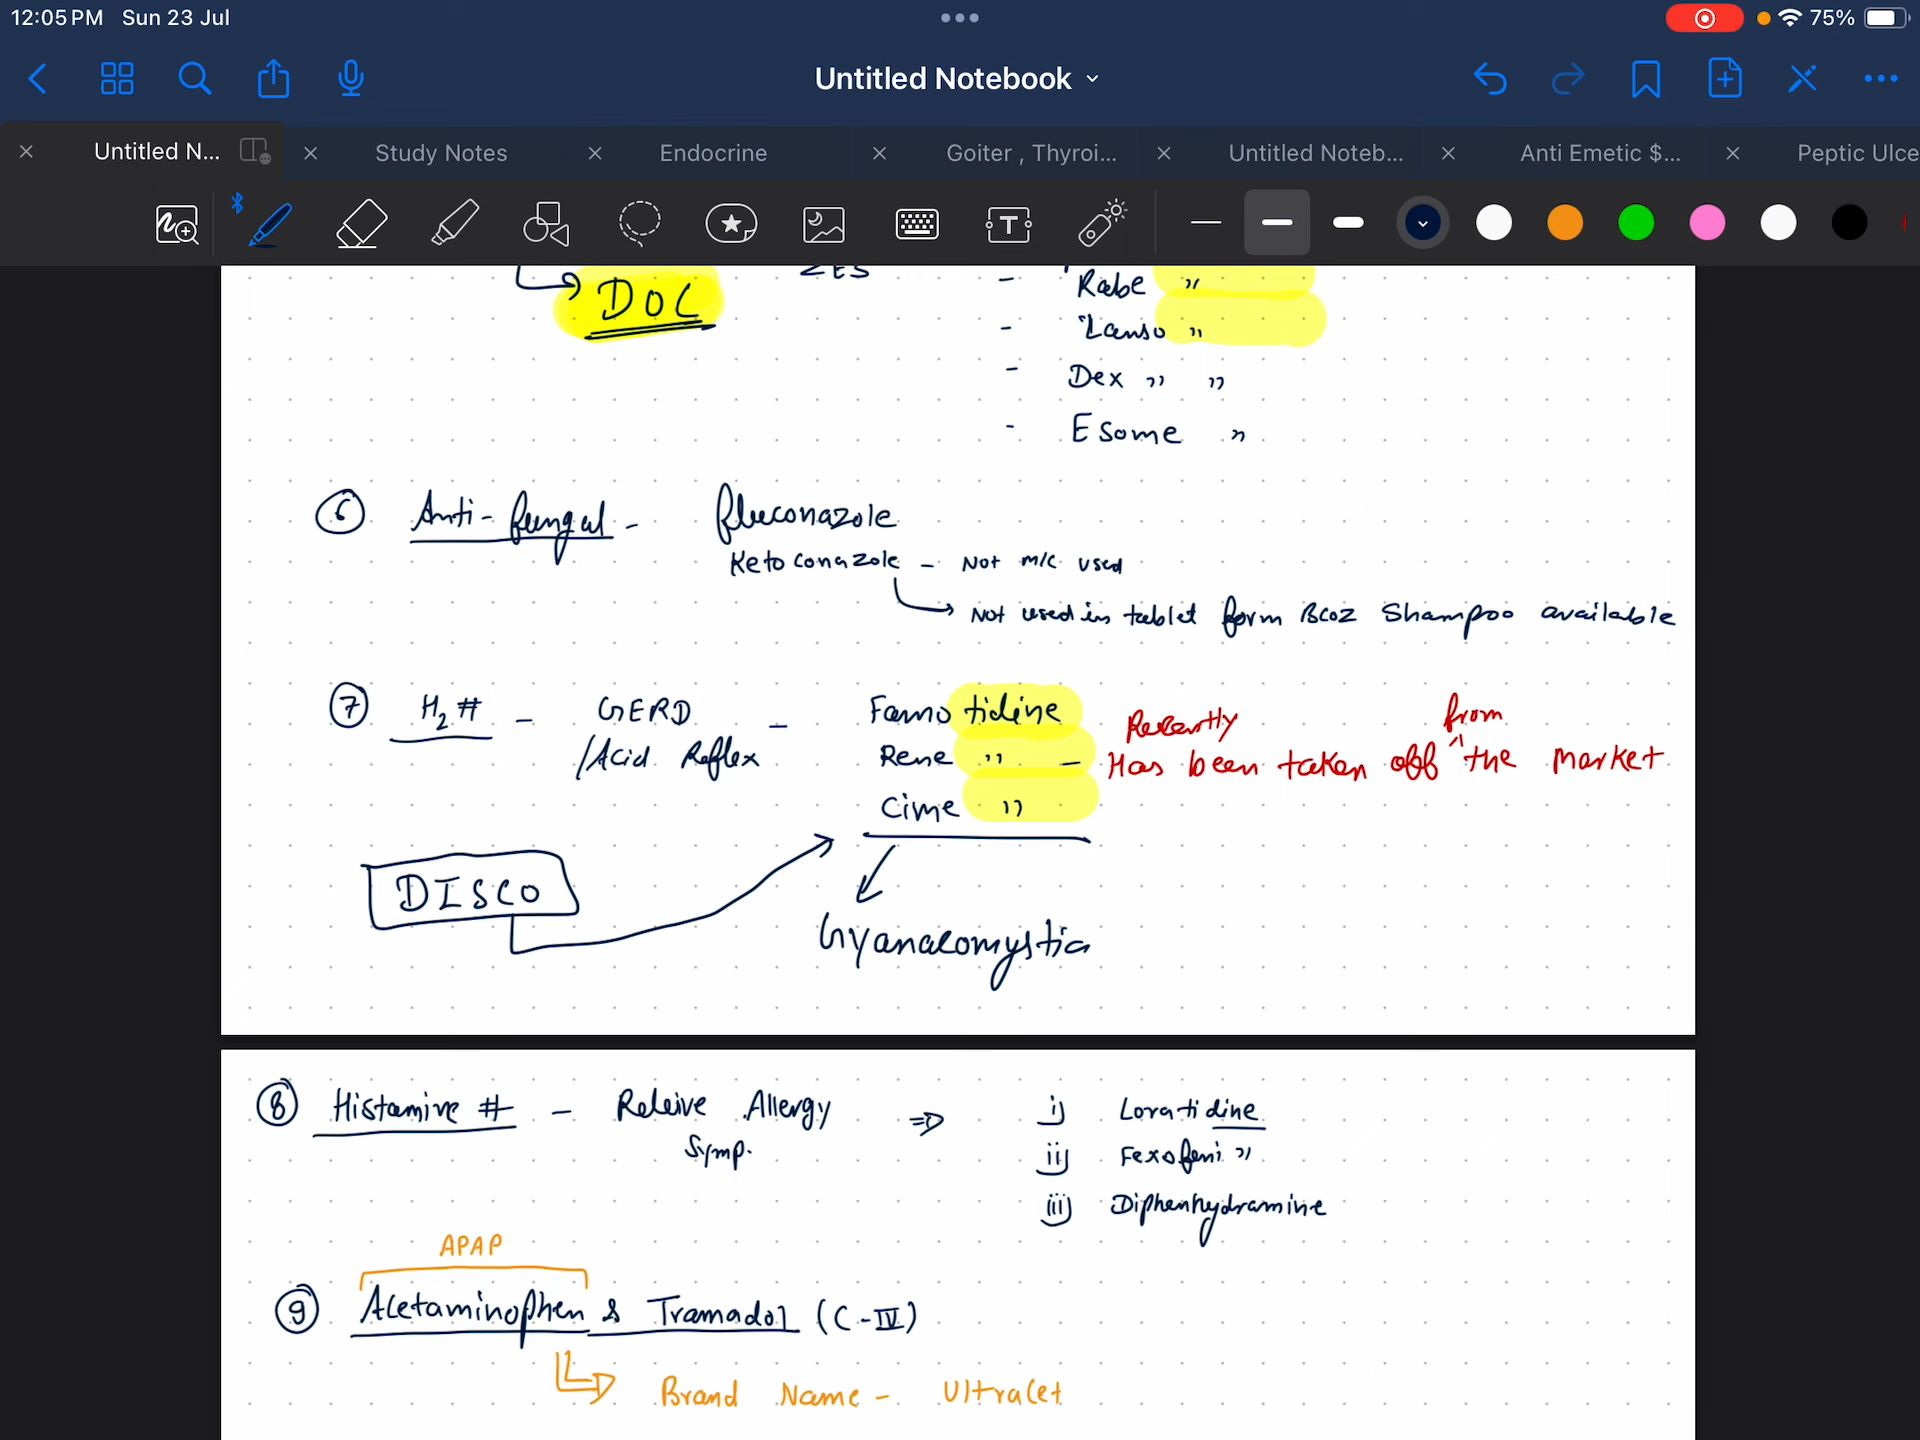 12:05 PM Sun 23 Jul
75%
Untitled Notebook
Untitled N...
Study Notes
Endocrine
Goiter , Thyroi...
Untitled Noteb...
Anti Emetic $...
Peptic Ulce
ZES
DOC
- Rabe "
- Lanso "
- Dex " "
- Esome "
⑥ Anti-fungal - fluconazole
Ketoconazole - Not m/c used
Not used in tablet form Bcoz Shampoo available
⑦ H2 # - GERD - Famotidine
/Acid Reflex
Recently from
Rene " - Has been taken off ^ the market
Cime "
DISCO
Gyanacomystia
⑧ Histamine # - Releive Allergy ⇒ i) Loratidine
Symp.
ii) Fexofeni "
iii) Diphenhydramine
APAP
⑨ Acetaminophen & Tramadol (C-IV)
Brand Name - Ultracet